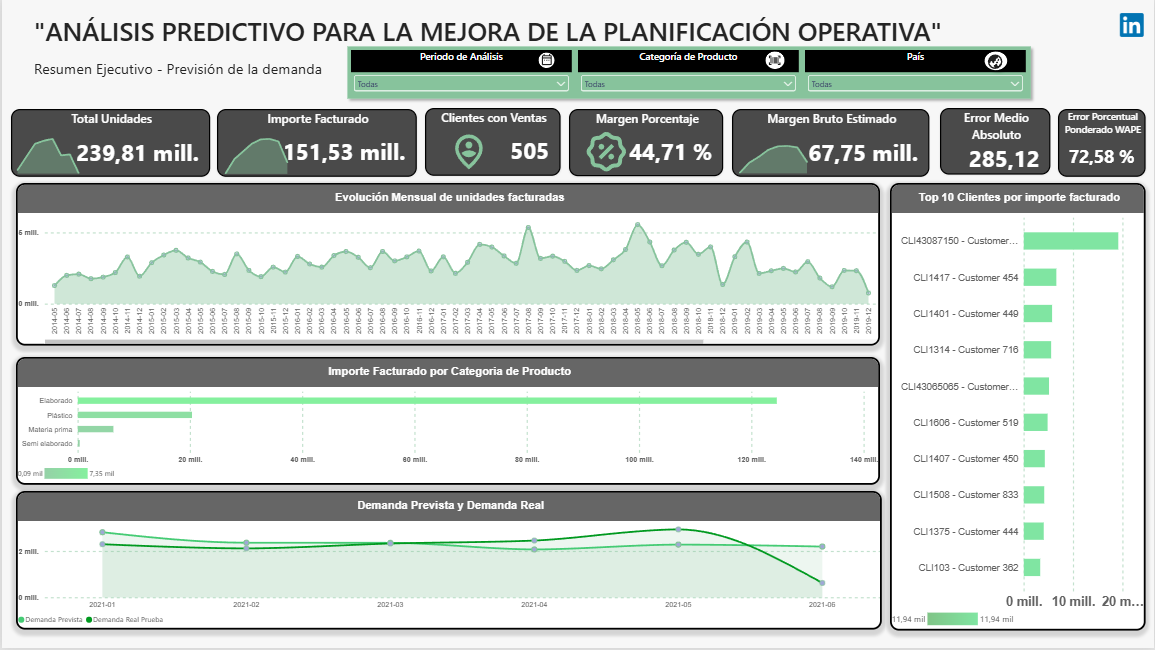 "ANÁLISIS PREDICTIVO PARA LA MEJORA DE LA PLANIFICACIÓN OPERATIVA"
in
Resumen Ejecutivo - Previsión de la demanda
Periodo de Análisis
Todas
Categoría de Producto
Todas
País
Todas
Total Unidades
239,81 mill.
Importe Facturado
151,53 mill.
Clientes con Ventas
505
Margen Porcentaje
44,71 %
Margen Bruto Estimado
67,75 mill.
Error Medio
Absoluto
285,12
Error Porcentual
Ponderado WAPE
72,58 %
Evolución Mensual de unidades facturadas
5 mill.
0 mill.
2014-05 2014-06 2014-07 2014-08 2014-09 2014-10 2014-11 2014-12 2015-01 2015-02 2015-03 2015-04 2015-05 2015-06 2015-07 2015-08 2015-09 2015-10 2015-11 2015-12 2016-01 2016-02 2016-03 2016-04 2016-05 2016-06 2016-07 2016-08 2016-09 2016-10 2016-11 2016-12 2017-01 2017-02 2017-03 2017-04 2017-05 2017-06 2017-07 2017-08 2017-09 2017-10 2017-11 2017-12 2018-01 2018-02 2018-03 2018-04 2018-05 2018-06 2018-07 2018-08 2018-09 2018-10 2018-11 2018-12 2019-01 2019-02 2019-03 2019-04 2019-05 2019-06 2019-07 2019-08 2019-09 2019-10 2019-11 2019-12
Importe Facturado por Categoria de Producto
Elaborado
Plástico
Materia prima
Semi elaborado
0 mill. 20 mill. 40 mill. 60 mill. 80 mill. 100 mill. 120 mill. 140 mill.
0,09 mil 7,35 mil
Demanda Prevista y Demanda Real
2 mill.
0 mill.
2021-01 2021-02 2021-03 2021-04 2021-05 2021-06
Demanda Prevista Demanda Real Prueba
Top 10 Clientes por importe facturado
CLI43087150 - Customer...
CLI1417 - Customer 454
CLI1401 - Customer 449
CLI1314 - Customer 716
CLI43065065 - Customer...
CLI1606 - Customer 519
CLI1407 - Customer 450
CLI1508 - Customer 833
CLI1375 - Customer 444
CLI103 - Customer 362
0 mill. 10 mill. 20 m...
11,94 mil 11,94 mil